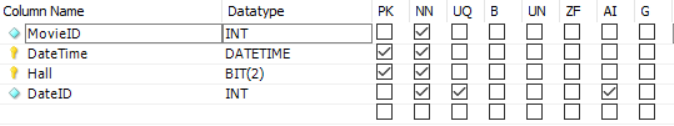 Column Name Datatype PK NN UQ B UN ZF AI G
MovieID INT
DateTime DATETIME
Hall BIT(2)
DateID INT